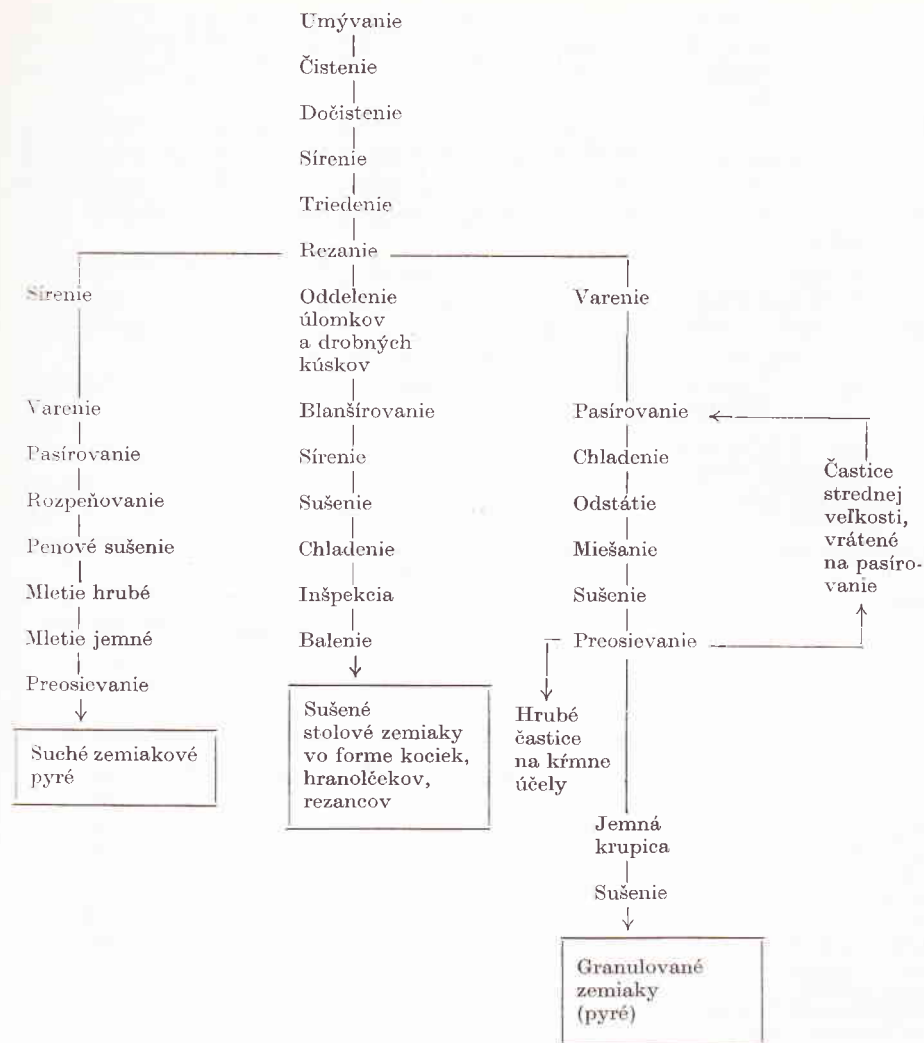 Umývanie
Čistenie
Dočistenie
Sírenie
Triedenie
Rezanie
Sírenie
Varenie
Pasírovanie
Rozpeňovanie
Penové sušenie
Mletie hrubé
Mletie jemné
Preosievanie
Suché zemiakové
pyré
Oddelenie
úlomkov
a drobných
kúskov
Blanšírovanie
Sírenie
Sušenie
Chladenie
Inšpekcia
Balenie
Sušené
stolové zemiaky
vo forme kociek,
hranolčekov,
rezancov
Varenie
Pasírovanie
Chladenie
Odstátie
Miešanie
Sušenie
Preosievanie
Častice
strednej
veľkosti,
vrátené
na pasíro-
vanie
Hrubé
častice
na kŕmne
účely
Jemná
krupica
Sušenie
Granulované
zemiaky
(pyré)